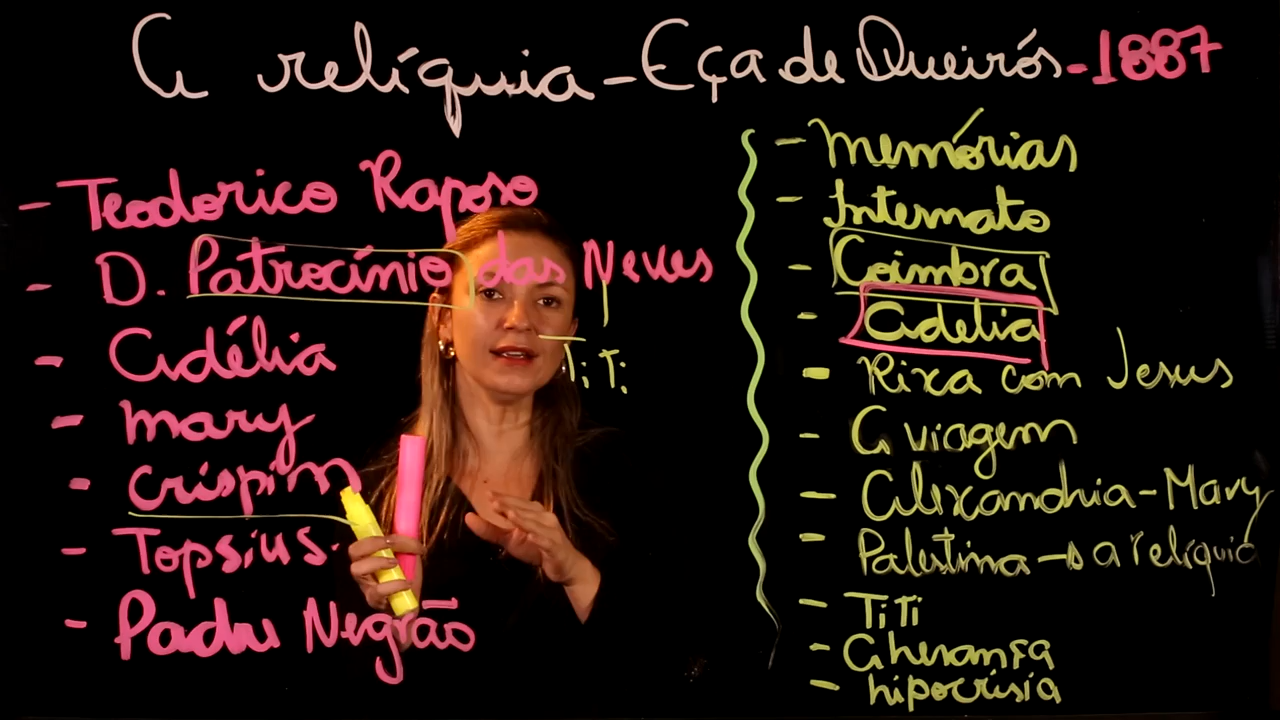 A relíquia - Eça de Queirós - 1887
- Teodorico Raposo
- D. Patrocínio das Neves
TiTi
- Adélia
- Mary
- Crispim
- Topsius.
- Padre Negrão
- Memórias
- Internato
- Coimbra
- Adelia
- Rixa com Jesus
- A viagem
- Alexandria - Mary
- Palestina → a relíquia
- TiTi
- A herança
- hipocrisia